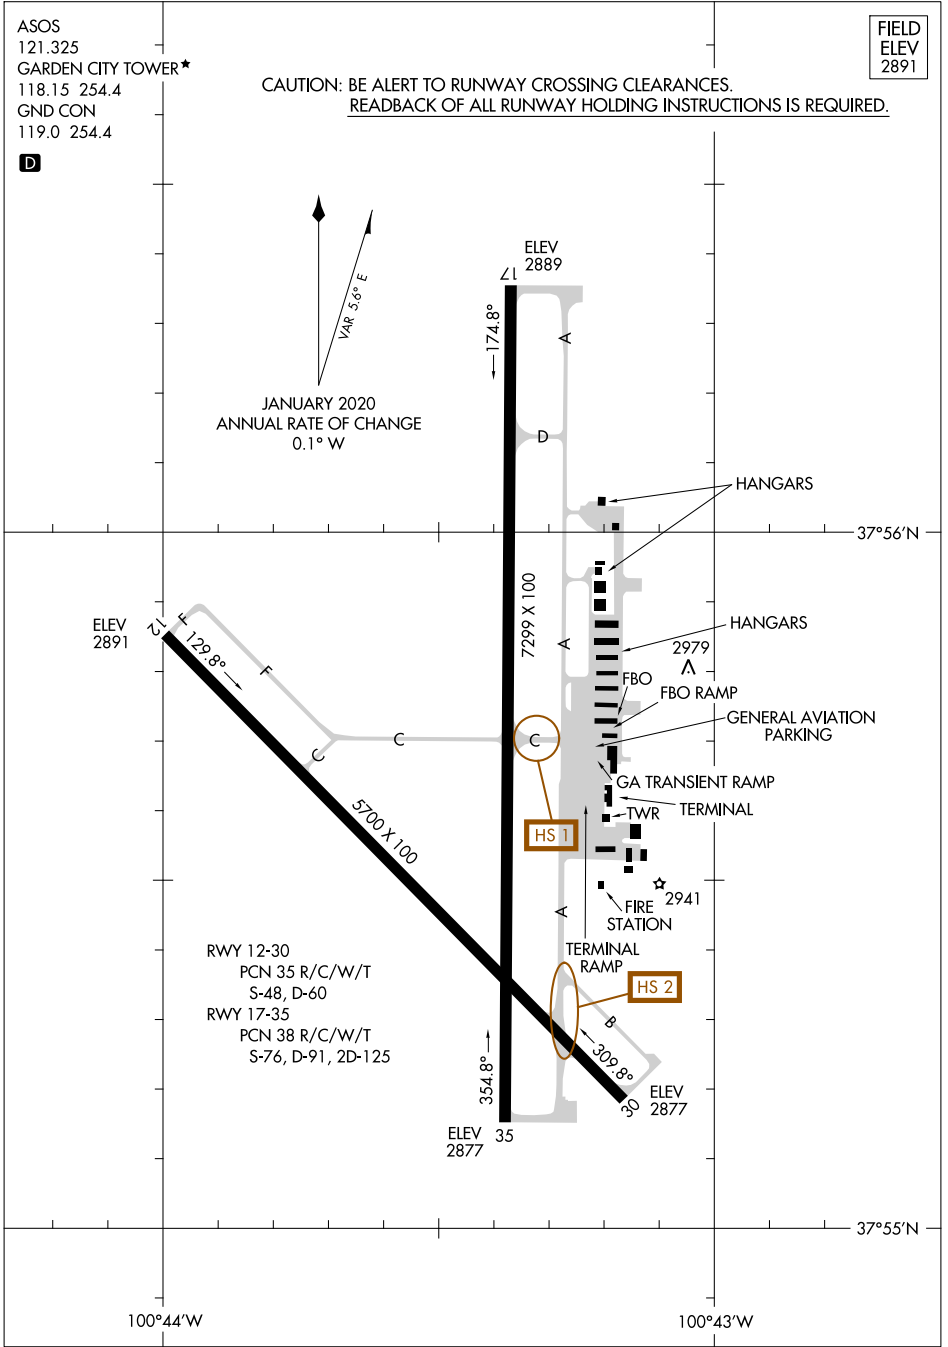 ASOS
121.325
GARDEN CITY TOWER★
118.15 254.4
GND CON
119.0 254.4
D
FIELD
ELEV
2891
CAUTION: BE ALERT TO RUNWAY CROSSING CLEARANCES.
READBACK OF ALL RUNWAY HOLDING INSTRUCTIONS IS REQUIRED.
VAR 5.6° E
JANUARY 2020
ANNUAL RATE OF CHANGE
0.1° W
ELEV
2889
17
174.8°
A
D
HANGARS
37°56'N
7299 X 100
A
ELEV
2891
12
129.8°
F
F
HANGARS
2979
FBO
FBO RAMP
GENERAL AVIATION
PARKING
C
C
C
GA TRANSIENT RAMP
TERMINAL
TWR
HS 1
5700 X 100
A
2941
FIRE
STATION
TERMINAL
RAMP
HS 2
B
RWY 12-30
PCN 35 R/C/W/T
S-48, D-60
RWY 17-35
PCN 38 R/C/W/T
S-76, D-91, 2D-125
354.8°
309.8°
30
ELEV
2877
ELEV
2877
35
37°55'N
100°44'W
100°43'W